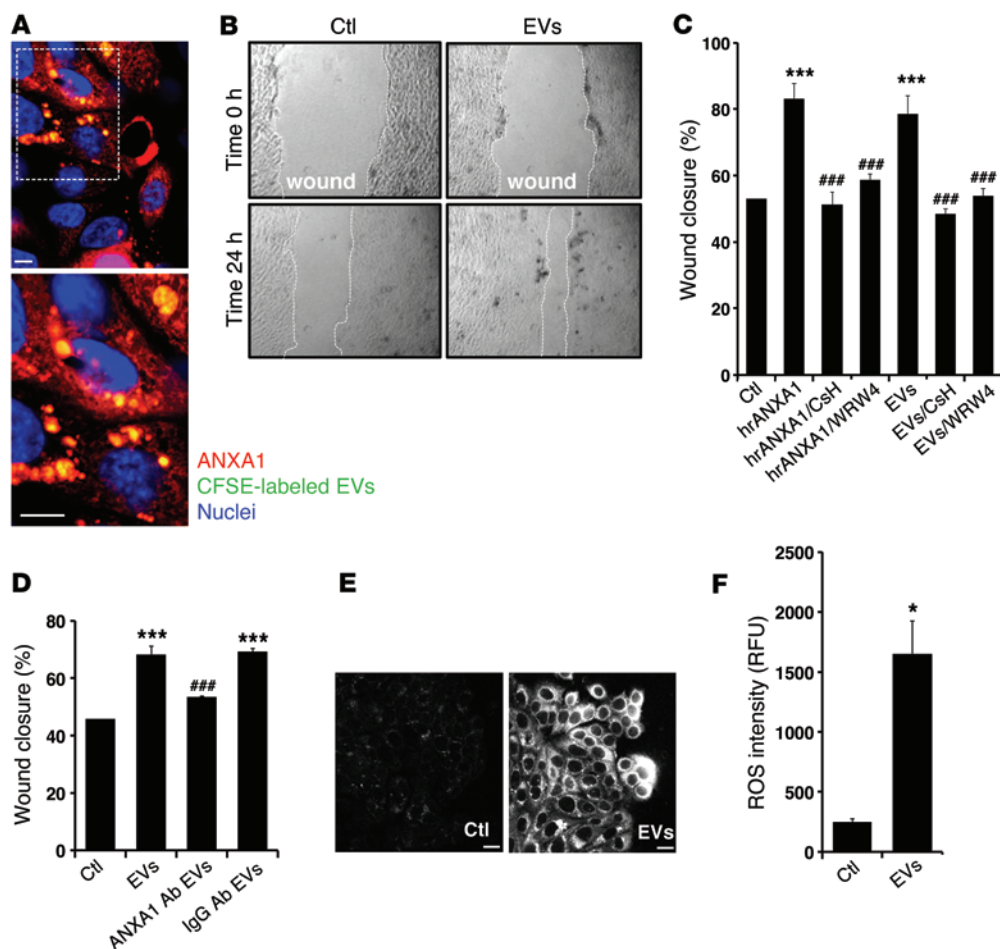 A
ANXA1
CFSE-labeled EVs
Nuclei
B
Ctl
EVs
Time 0 h
wound
wound
Time 24 h
C
Wound closure (%)
100
80
60
40
20
0
***
###
###
***
###
###
Ctl
hrANXA1
hrANXA1/CsH
hrANXA1/WRW4
EVs
EVs/CsH
EVs/WRW4
D
Wound closure (%)
80
60
40
20
0
***
###
***
Ctl
EVs
ANXA1 Ab EVs
IgG Ab EVs
E
Ctl
EVs
F
ROS intensity (RFU)
2500
2000
1500
1000
500
0
*
Ctl
EVs